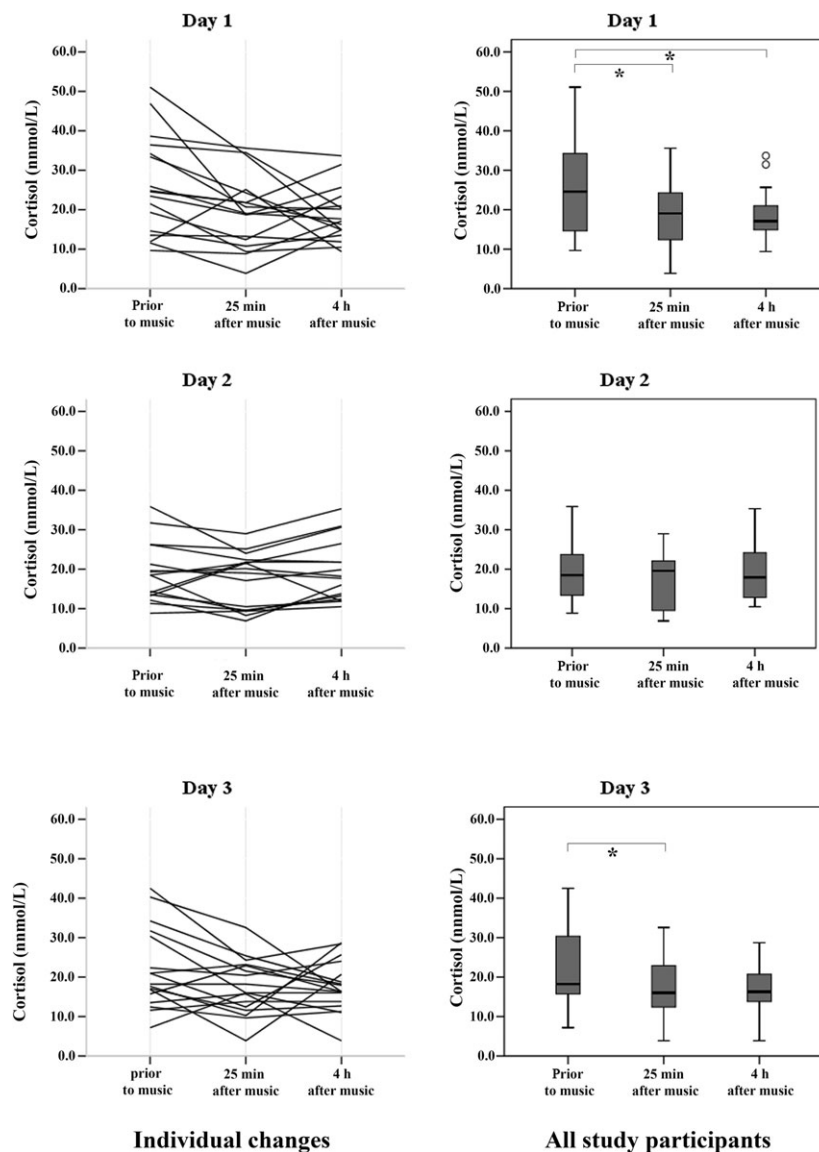 Day 1
Cortisol (nnmol/L)
60.0
50.0
40.0
30.0
20.0
10.0
0.0
Prior
to music
25 min
after music
4 h
after music
Day 1
Cortisol (nnmol/L)
60.0
50.0
40.0
30.0
20.0
10.0
0.0
*
*
Prior
to music
25 min
after music
4 h
after music
Day 2
Cortisol (nnmol/L)
60.0
50.0
40.0
30.0
20.0
10.0
0.0
Prior
to music
25 min
after music
4 h
after music
Day 2
Cortisol (nnmol/L)
60.0
50.0
40.0
30.0
20.0
10.0
0.0
Prior
to music
25 min
after music
4 h
after music
Day 3
Cortisol (nnmol/L)
60.0
50.0
40.0
30.0
20.0
10.0
0.0
prior
to music
25 min
after music
4 h
after music
Day 3
Cortisol (nnmol/L)
60.0
50.0
40.0
30.0
20.0
10.0
0.0
*
Prior
to music
25 min
after music
4 h
after music
Individual changes
All study participants